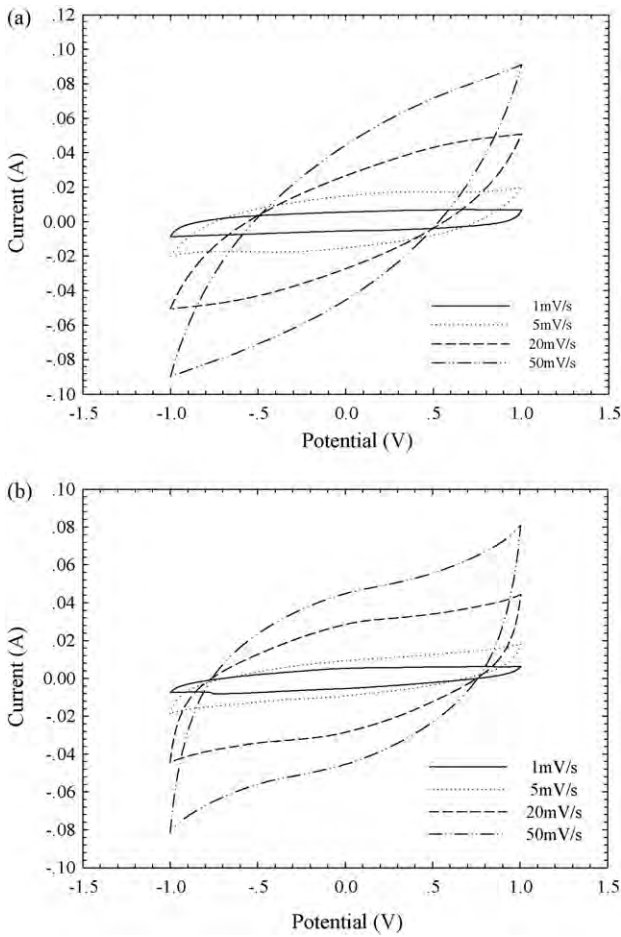 (a)
.12
.10
.08
.06
.04
.02
0.00
-.02
-.04
-.06
-.08
-.10
Current (A)
1mV/s
5mV/s
20mV/s
50mV/s
-1.5 -1.0 -.5 0.0 .5 1.0 1.5
Potential (V)
(b)
.10
.08
.06
.04
.02
0.00
-.02
-.04
-.06
-.08
-.10
Current (A)
1mV/s
5mV/s
20mV/s
50mV/s
-1.5 -1.0 -.5 0.0 .5 1.0 1.5
Potential (V)